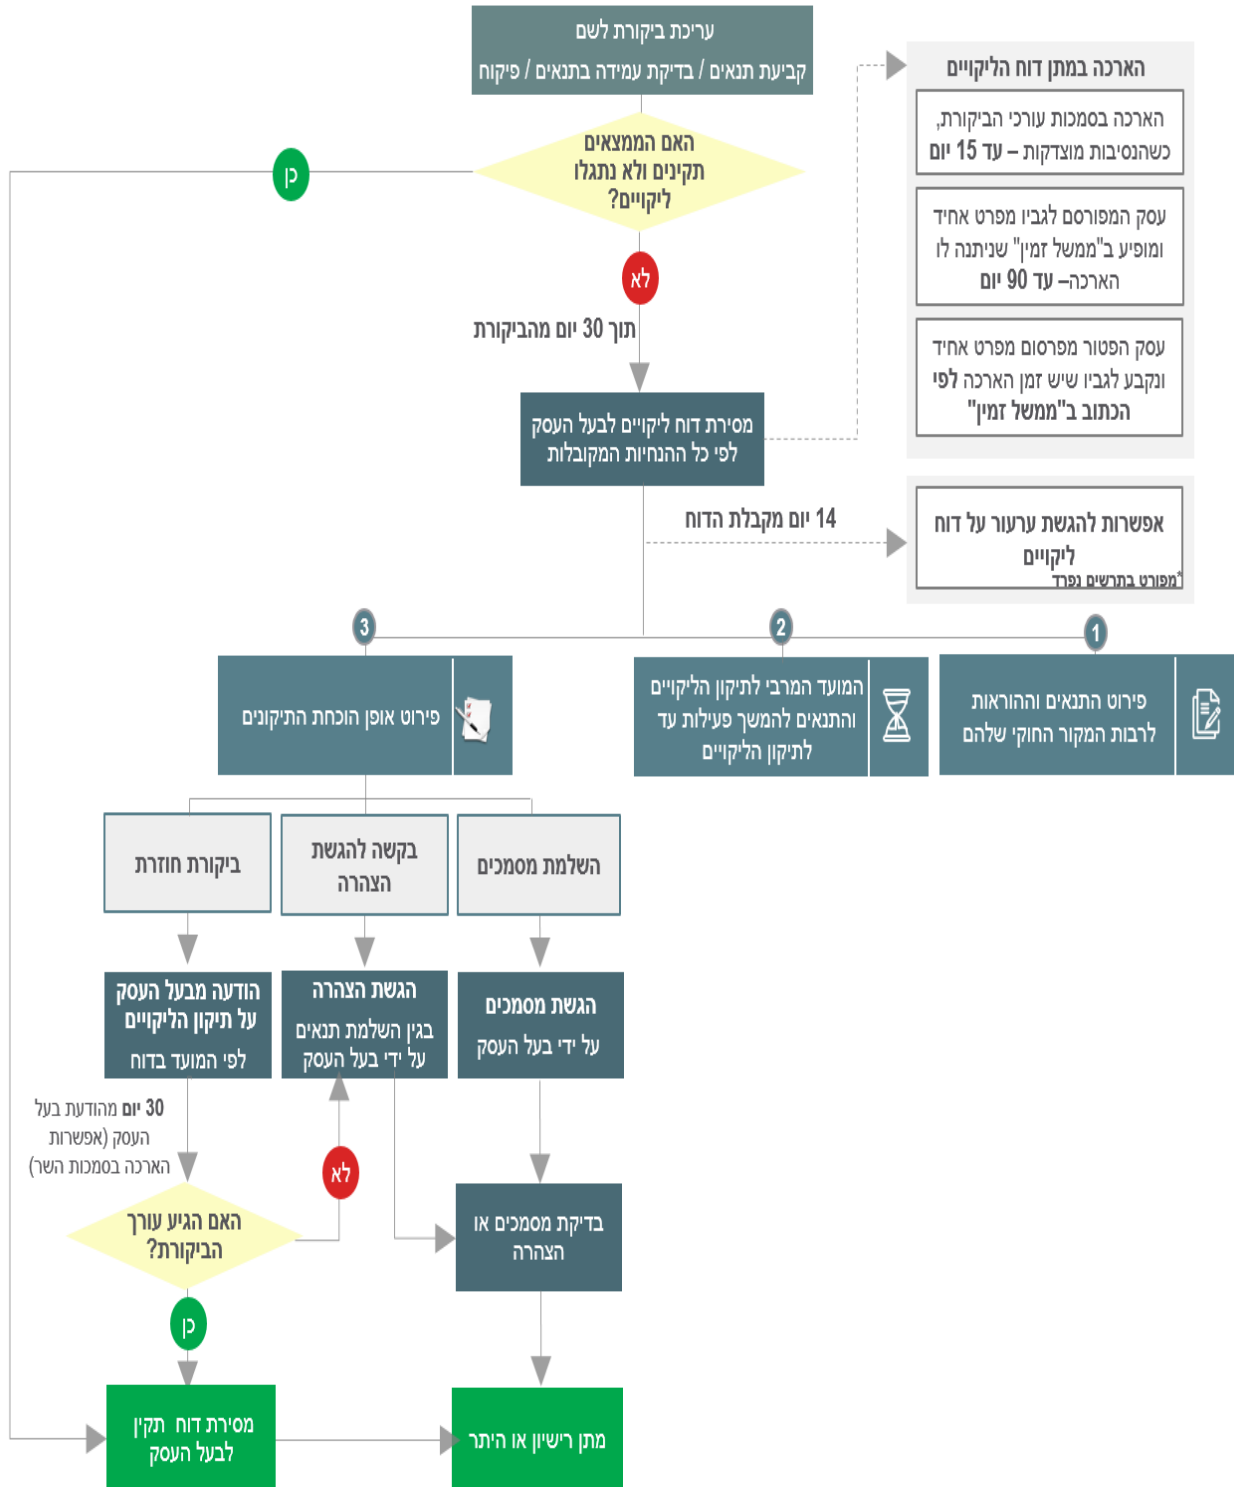 עריכת ביקורת לשם
קביעת תנאים / בדיקת עמידה בתנאים / פיקוח
האם הממצאים
תקינים ולא נתגלו
ליקויים?
כן
לא
תוך 30 יום מהביקורת
מסירת דוח ליקויים לבעל העסק
לפי כל ההנחיות המקובלות
הארכה במתן דוח הליקויים
הארכה בסמכות עורכי הביקורת,
כשהנסיבות מוצדקות – עד 15 יום
עסק המפורסם לגביו מפרט אחיד
ומופיע ב"ממשל זמין" שניתנה לו
הארכה– עד 90 יום
עסק הפטור מפרסום מפרט אחיד
ונקבע לגביו שיש זמן הארכה לפי
הכתוב ב"ממשל זמין"
14 יום מקבלת הדוח
אפשרות להגשת ערעור על דוח
ליקויים
*מפורט בתרשים נפרד
1
פירוט התנאים וההוראות
לרבות המקור החוקי שלהם
2
המועד המרבי לתיקון הליקויים
והתנאים להמשך פעילות עד
לתיקון הליקויים
3
פירוט אופן הוכחת התיקונים
השלמת מסמכים
בקשה להגשת
הצהרה
ביקורת חוזרת
הגשת מסמכים
על ידי בעל העסק
הגשת הצהרה
בגין השלמת תנאים
על ידי בעל העסק
הודעה מבעל העסק
על תיקון הליקויים
לפי המועד בדוח
30 יום מהודעת בעל
העסק (אפשרות
הארכה בסמכות השר)
לא
האם הגיע עורך
הביקורת?
בדיקת מסמכים או
הצהרה
כן
מסירת דוח תקין
לבעל העסק
מתן רישיון או היתר